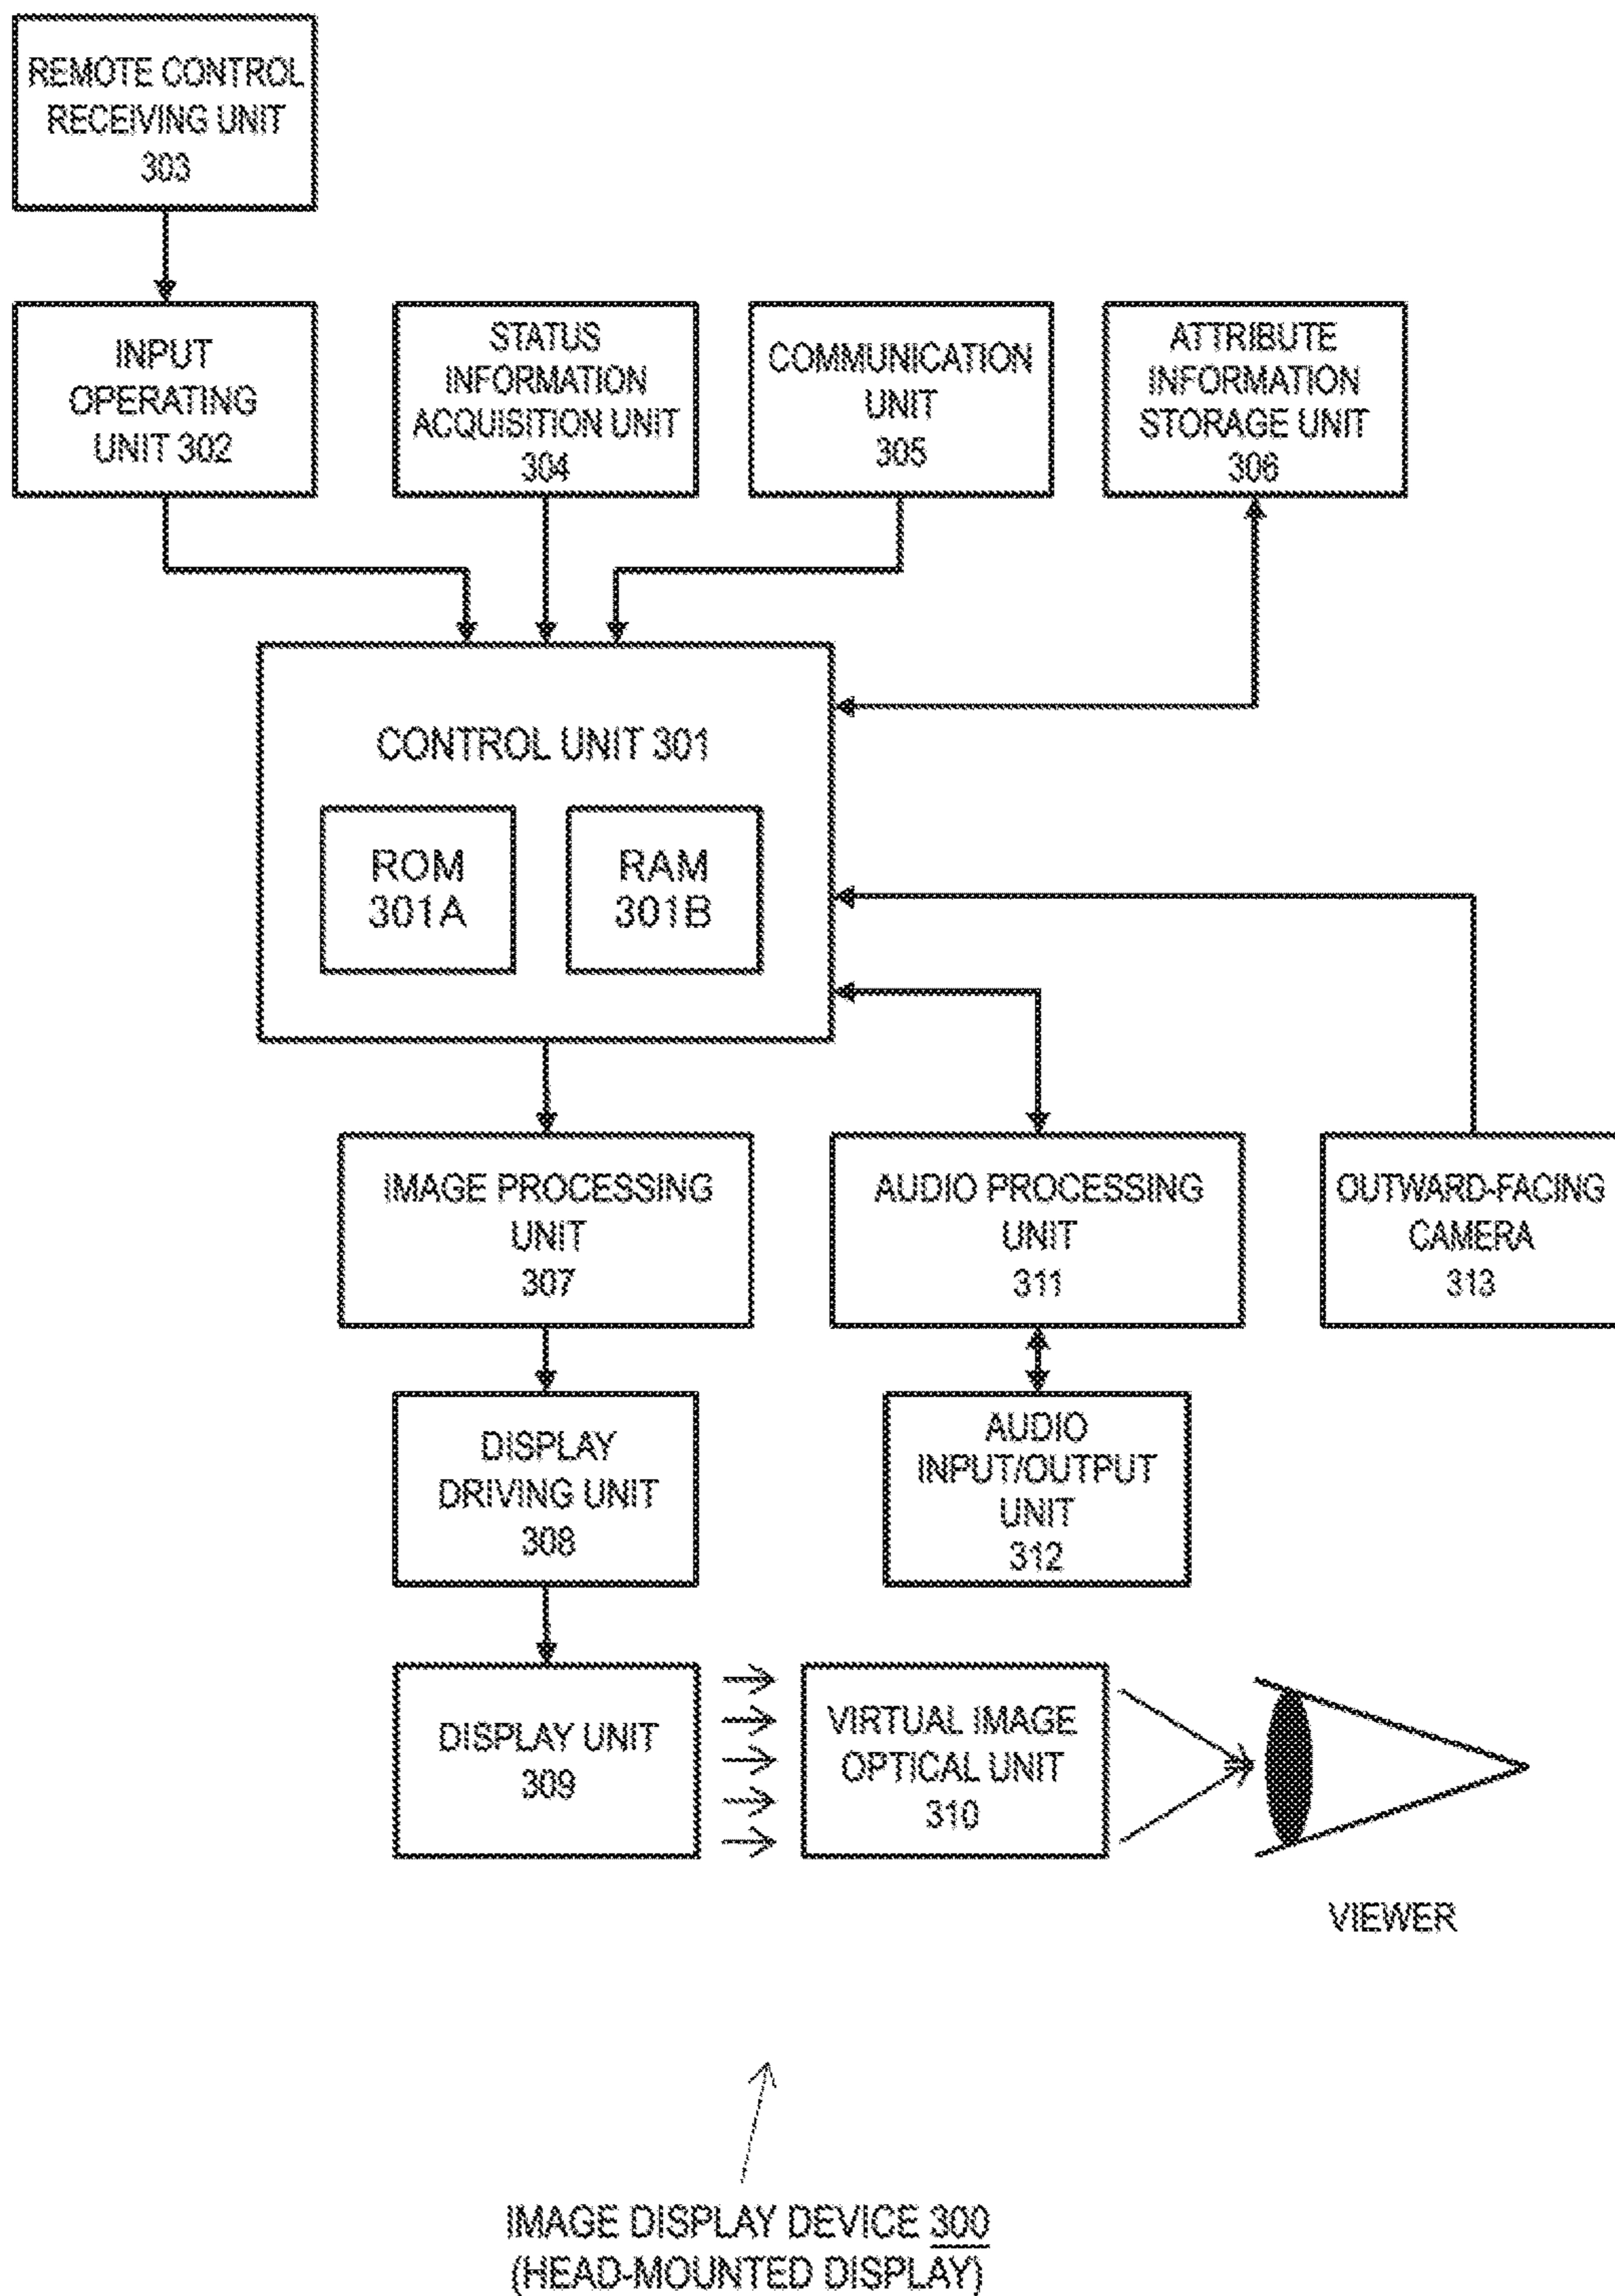 REMOTE CONTROL
RECEIVING UNIT
303
INPUT
OPERATING
UNIT 302
STATUS
INFORMATION
ACQUISITION UNIT
304
COMMUNICATION
UNIT
305
ATTRIBUTE
INFORMATION
STORAGE UNIT
306
CONTROL UNIT 301
ROM
301A
RAM
301B
IMAGE PROCESSING
UNIT
307
AUDIO PROCESSING
UNIT
311
OUTWARD-FACING
CAMERA
313
DISPLAY
DRIVING UNIT
308
AUDIO
INPUT/OUTPUT
UNIT
312
DISPLAY UNIT
309
VIRTUAL IMAGE
OPTICAL UNIT
310
VIEWER
IMAGE DISPLAY DEVICE 300
(HEAD-MOUNTED DISPLAY)